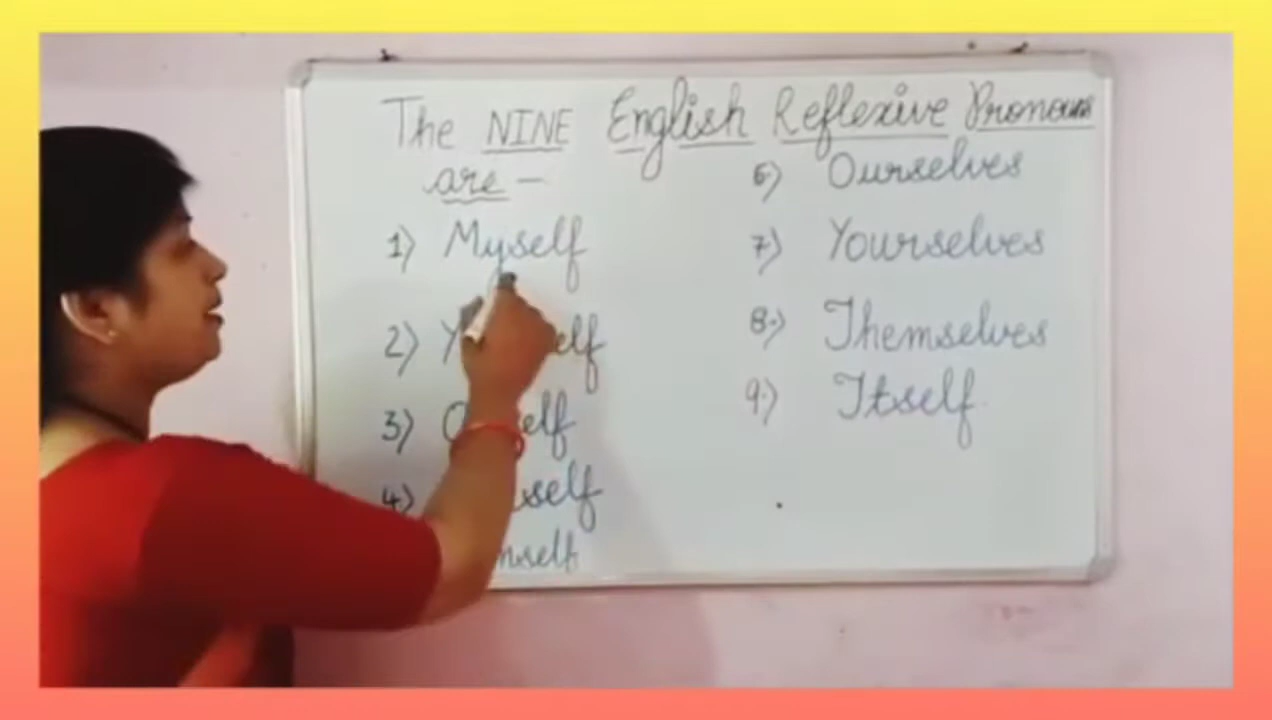 The NINE English Reflexive Pronouns
are –
1) Myself
2)
3)
4)
6.) Ourselves
7.) Yourselves
8.) Themselves
9.) Itself